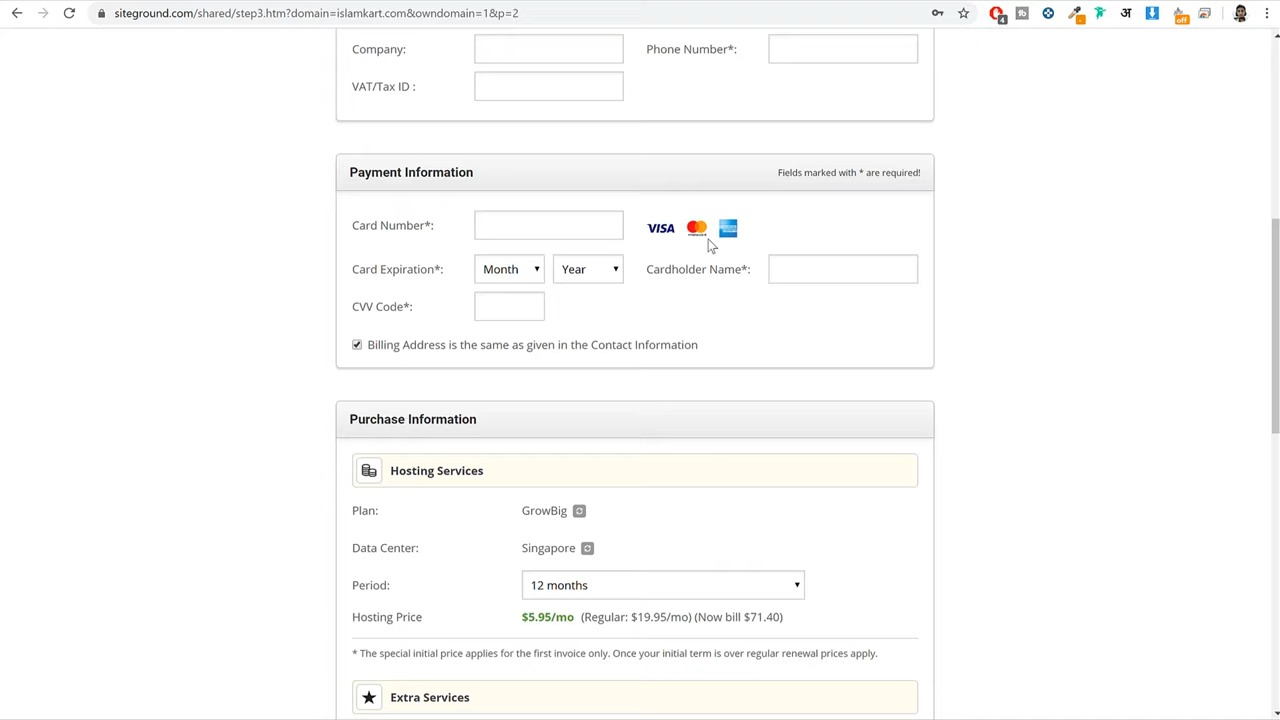 siteground.com/shared/step3.htm?domain=islamkart.com&owndomain=1&p=2
4
अ
off
Company:
Phone Number*:
VAT/Tax ID :
Payment Information
Fields marked with * are required!
Card Number*:
VISA
Card Expiration*:
Month
Year
Cardholder Name*:
CVV Code*:
Billing Address is the same as given in the Contact Information
Purchase Information
Hosting Services
Plan:
GrowBig
Data Center:
Singapore
Period:
12 months
Hosting Price
$5.95/mo (Regular: $19.95/mo) (Now bill $71.40)
* The special initial price applies for the first invoice only. Once your initial term is over regular renewal prices apply.
Extra Services